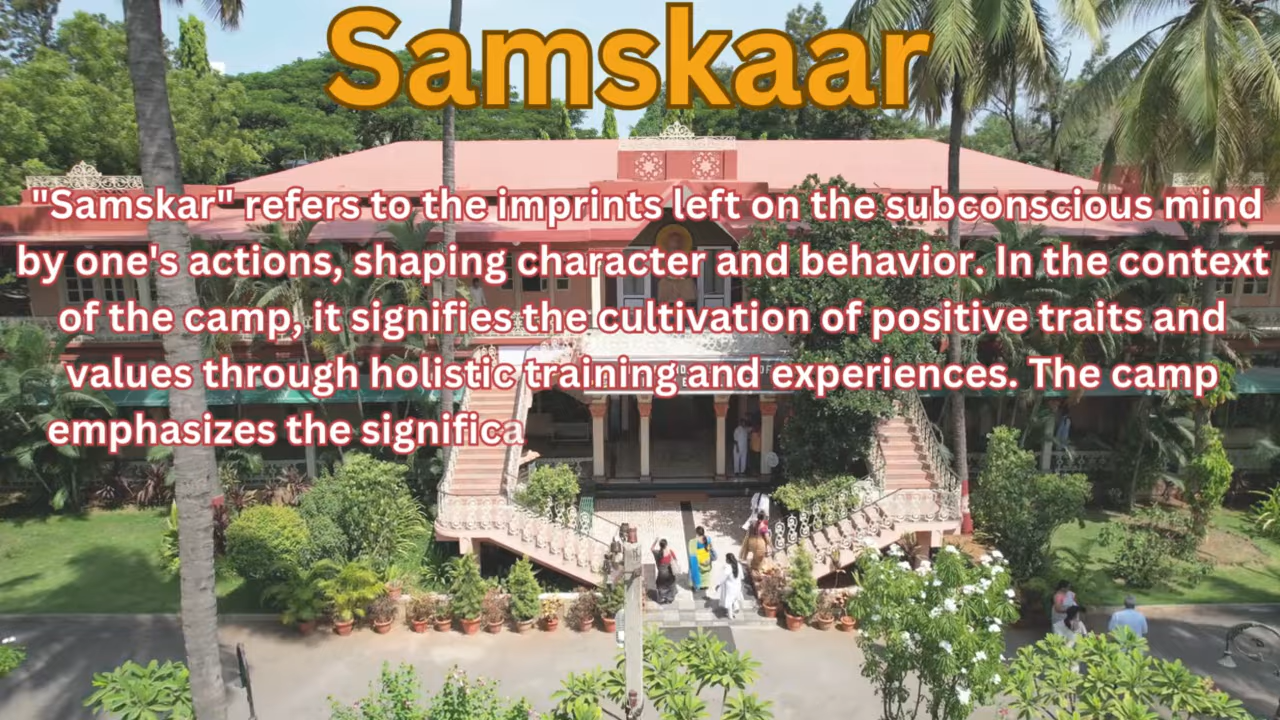 Samskaar
"Samskar" refers to the imprints left on the subconscious mind
by one's actions, shaping character and behavior. In the context
of the camp, it signifies the cultivation of positive traits and
values through holistic training and experiences. The camp
emphasizes the significa